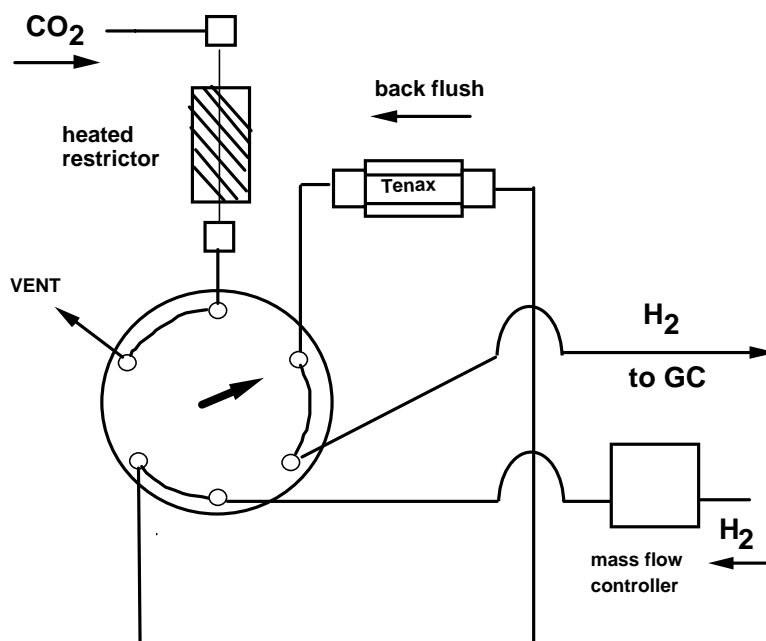 CO2
heated
restrictor
back flush
Tenax
VENT
H2
to GC
H2
mass flow
controller